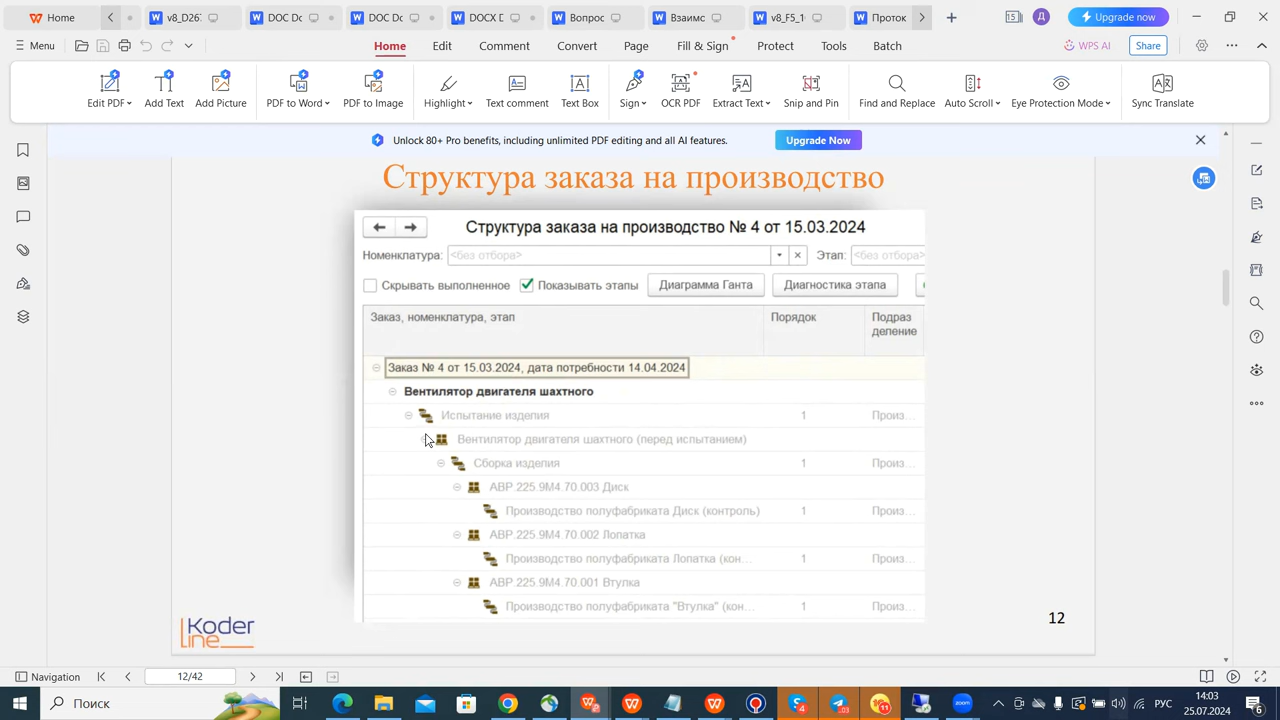 Home
v8_D26
DOC Do
DOC Do
DOCX D
Вопрос
Взаимс
v8_F5_1
Проток
15
Д
Upgrade now
Menu
Home
Edit
Comment
Convert
Page
Fill & Sign
Protect
Tools
Batch
WPS AI
Share
Edit PDF
Add Text
Add Picture
PDF to Word
PDF to Image
Highlight
Text comment
Text Box
Sign
OCR PDF
Extract Text
Snip and Pin
Find and Replace
Auto Scroll
Eye Protection Mode
Sync Translate
Unlock 80+ Pro benefits, including unlimited PDF editing and all AI features.
Upgrade Now
Структура заказа на производство
Структура заказа на производство № 4 от 15.03.2024
Номенклатура: <без отбора> Этап: <без отбора>
Скрывать выполненное Показывать этапы Диаграмма Ганта Диагностика этапа
Заказ, номенклатура, этап Порядок Подраз
деление
Заказ № 4 от 15.03.2024, дата потребности 14.04.2024
Вентилятор двигателя шахтного
Испытание изделия 1 Произ...
Вентилятор двигателя шахтного (перед испытанием)
Сборка изделия 1 Произ...
АВР.225.9М4.70.003 Диск
Производство полуфабриката Диск (контроль) 1 Произ...
АВР.225.9М4.70.002 Лопатка
Производство полуфабриката Лопатка (кон... 1 Произ...
АВР.225.9М4.70.001 Втулка
Производство полуфабриката "Втулка" (кон... 1 Произ...
Koder
line
12
Navigation
12/42
Поиск
РУС
14:03
25.07.2024
6